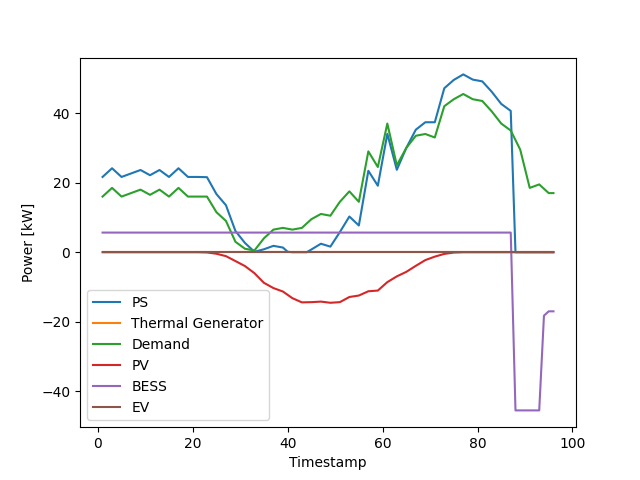 40
20
0
−20
−40
Power [kW]
PS
Thermal Generator
Demand
PV
BESS
EV
0
20
40
60
80
100
Timestamp